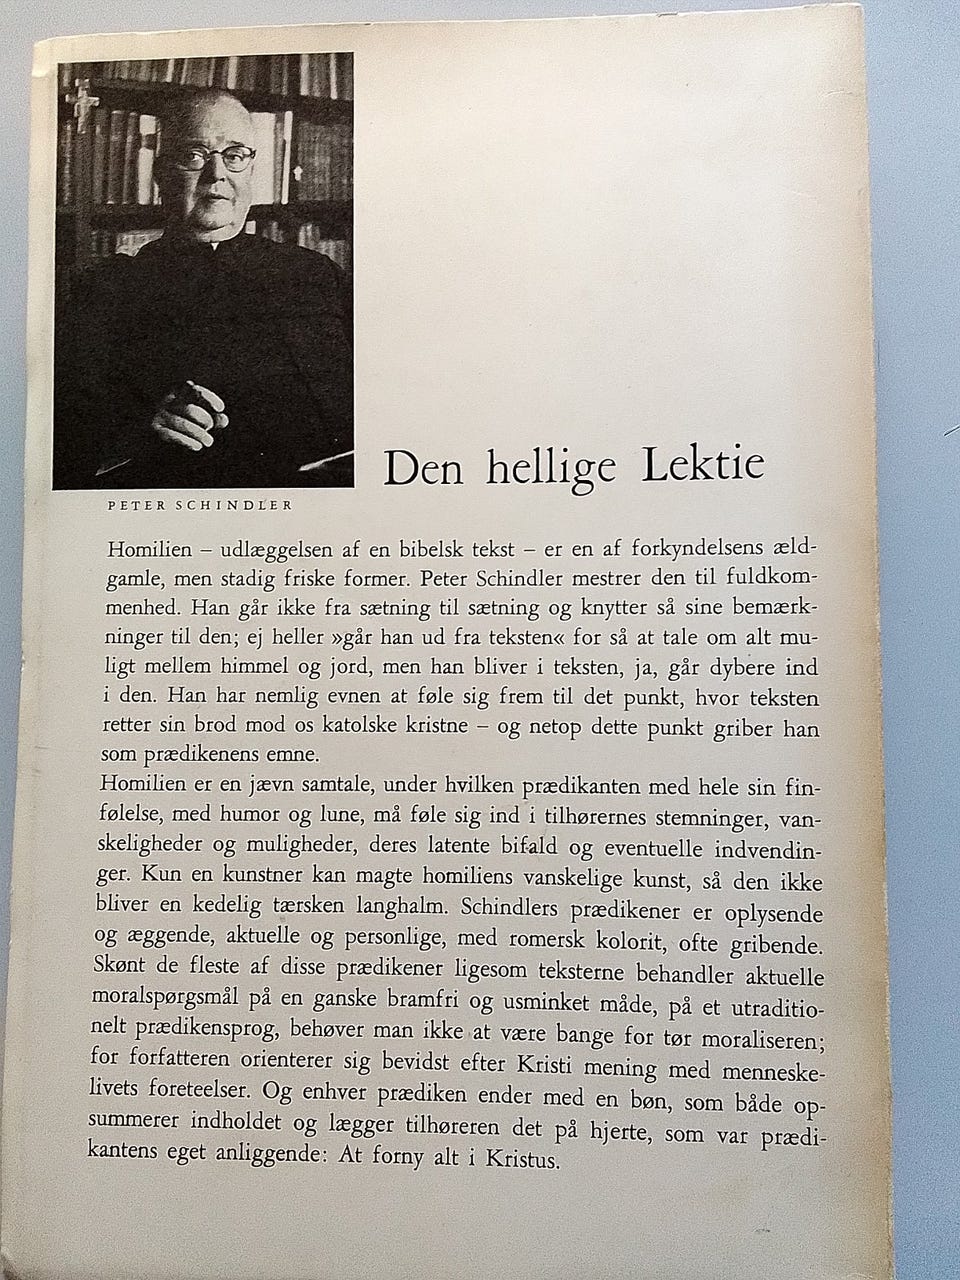 PETER SCHINDLER
Den hellige Lektie
Homilien – udlæggelsen af en bibelsk tekst – er en af forkyndelsens æld-
gamle, men stadig friske former. Peter Schindler mestrer den til fuldkom-
menhed. Han går ikke fra sætning til sætning og knytter så sine bemærk-
ninger til den; ej heller »går han ud fra teksten« for så at tale om alt mu-
ligt mellem himmel og jord, men han bliver i teksten, ja, går dybere ind
i den. Han har nemlig evnen at føle sig frem til det punkt, hvor teksten
retter sin brod mod os katolske kristne – og netop dette punkt griber han
som prædikenens emne.
Homilien er en jævn samtale, under hvilken prædikanten med hele sin fin-
følelse, med humor og lune, må føle sig ind i tilhørernes stemninger, van-
skeligheder og muligheder, deres latente bifald og eventuelle indvendin-
ger. Kun en kunstner kan magte homiliens vanskelige kunst, så den ikke
bliver en kedelig tærsken langhalm. Schindlers prædikener er oplysende
og æggende, aktuelle og personlige, med romersk kolorit, ofte gribende.
Skønt de fleste af disse prædikener ligesom teksterne behandler aktuelle
moralspørgsmål på en ganske bramfri og usminket måde, på et utraditio-
nelt prædikensprog, behøver man ikke at være bange for tør moraliseren;
for forfatteren orienterer sig bevidst efter Kristi mening med menneske-
livets foreteelser. Og enhver prædiken ender med en bøn, som både op-
summerer indholdet og lægger tilhøreren det på hjerte, som var prædi-
kantens eget anliggende: At forny alt i Kristus.